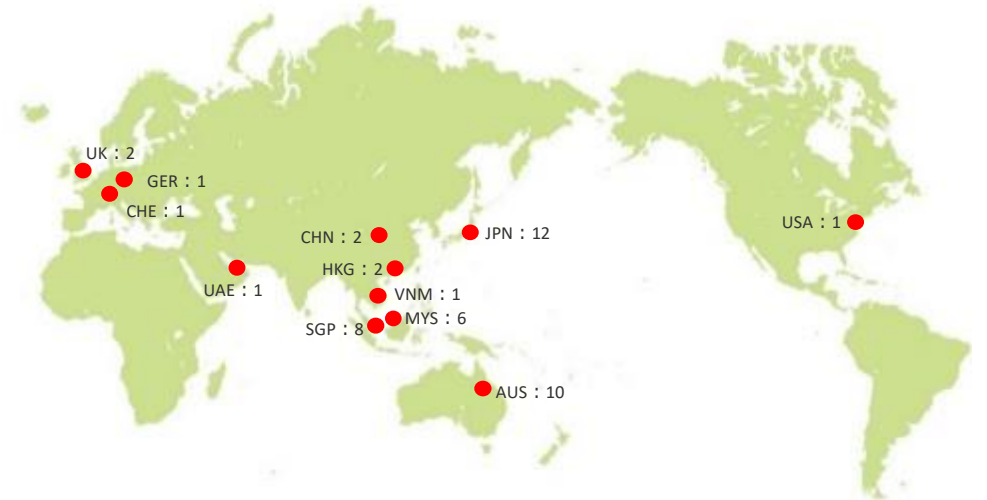 UK：2
GER：1
CHE：1
USA：1
CHN：2
JPN：12
HKG：2
UAE：1
VNM：1
MYS：6
SGP：8
AUS：10